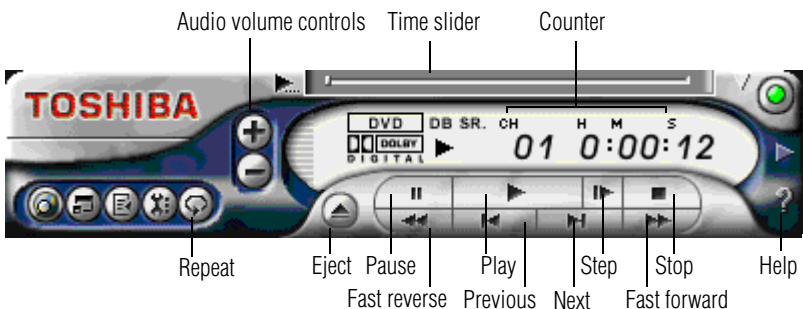 Audio volume controls Time slider Counter
TOSHIBA
DVD DB SR. CH H M S
DOLBY
DIGITAL
01 0:00:12
?
Repeat Eject Pause Play Step Stop Help
Fast reverse Previous Next Fast forward